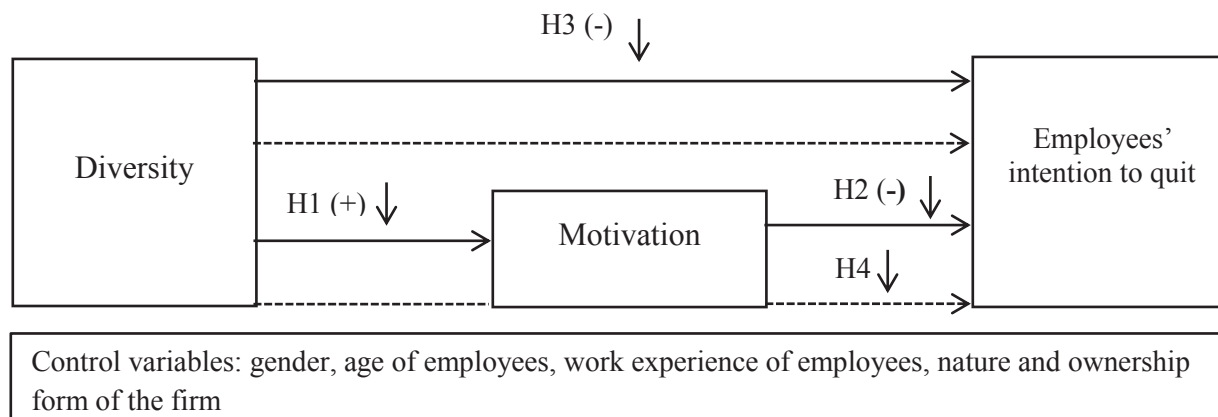 H3 (-)
Diversity
Employees’
intention to quit
H1 (+)
Motivation
H2 (-)
H4
Control variables: gender, age of employees, work experience of employees, nature and ownership
form of the firm